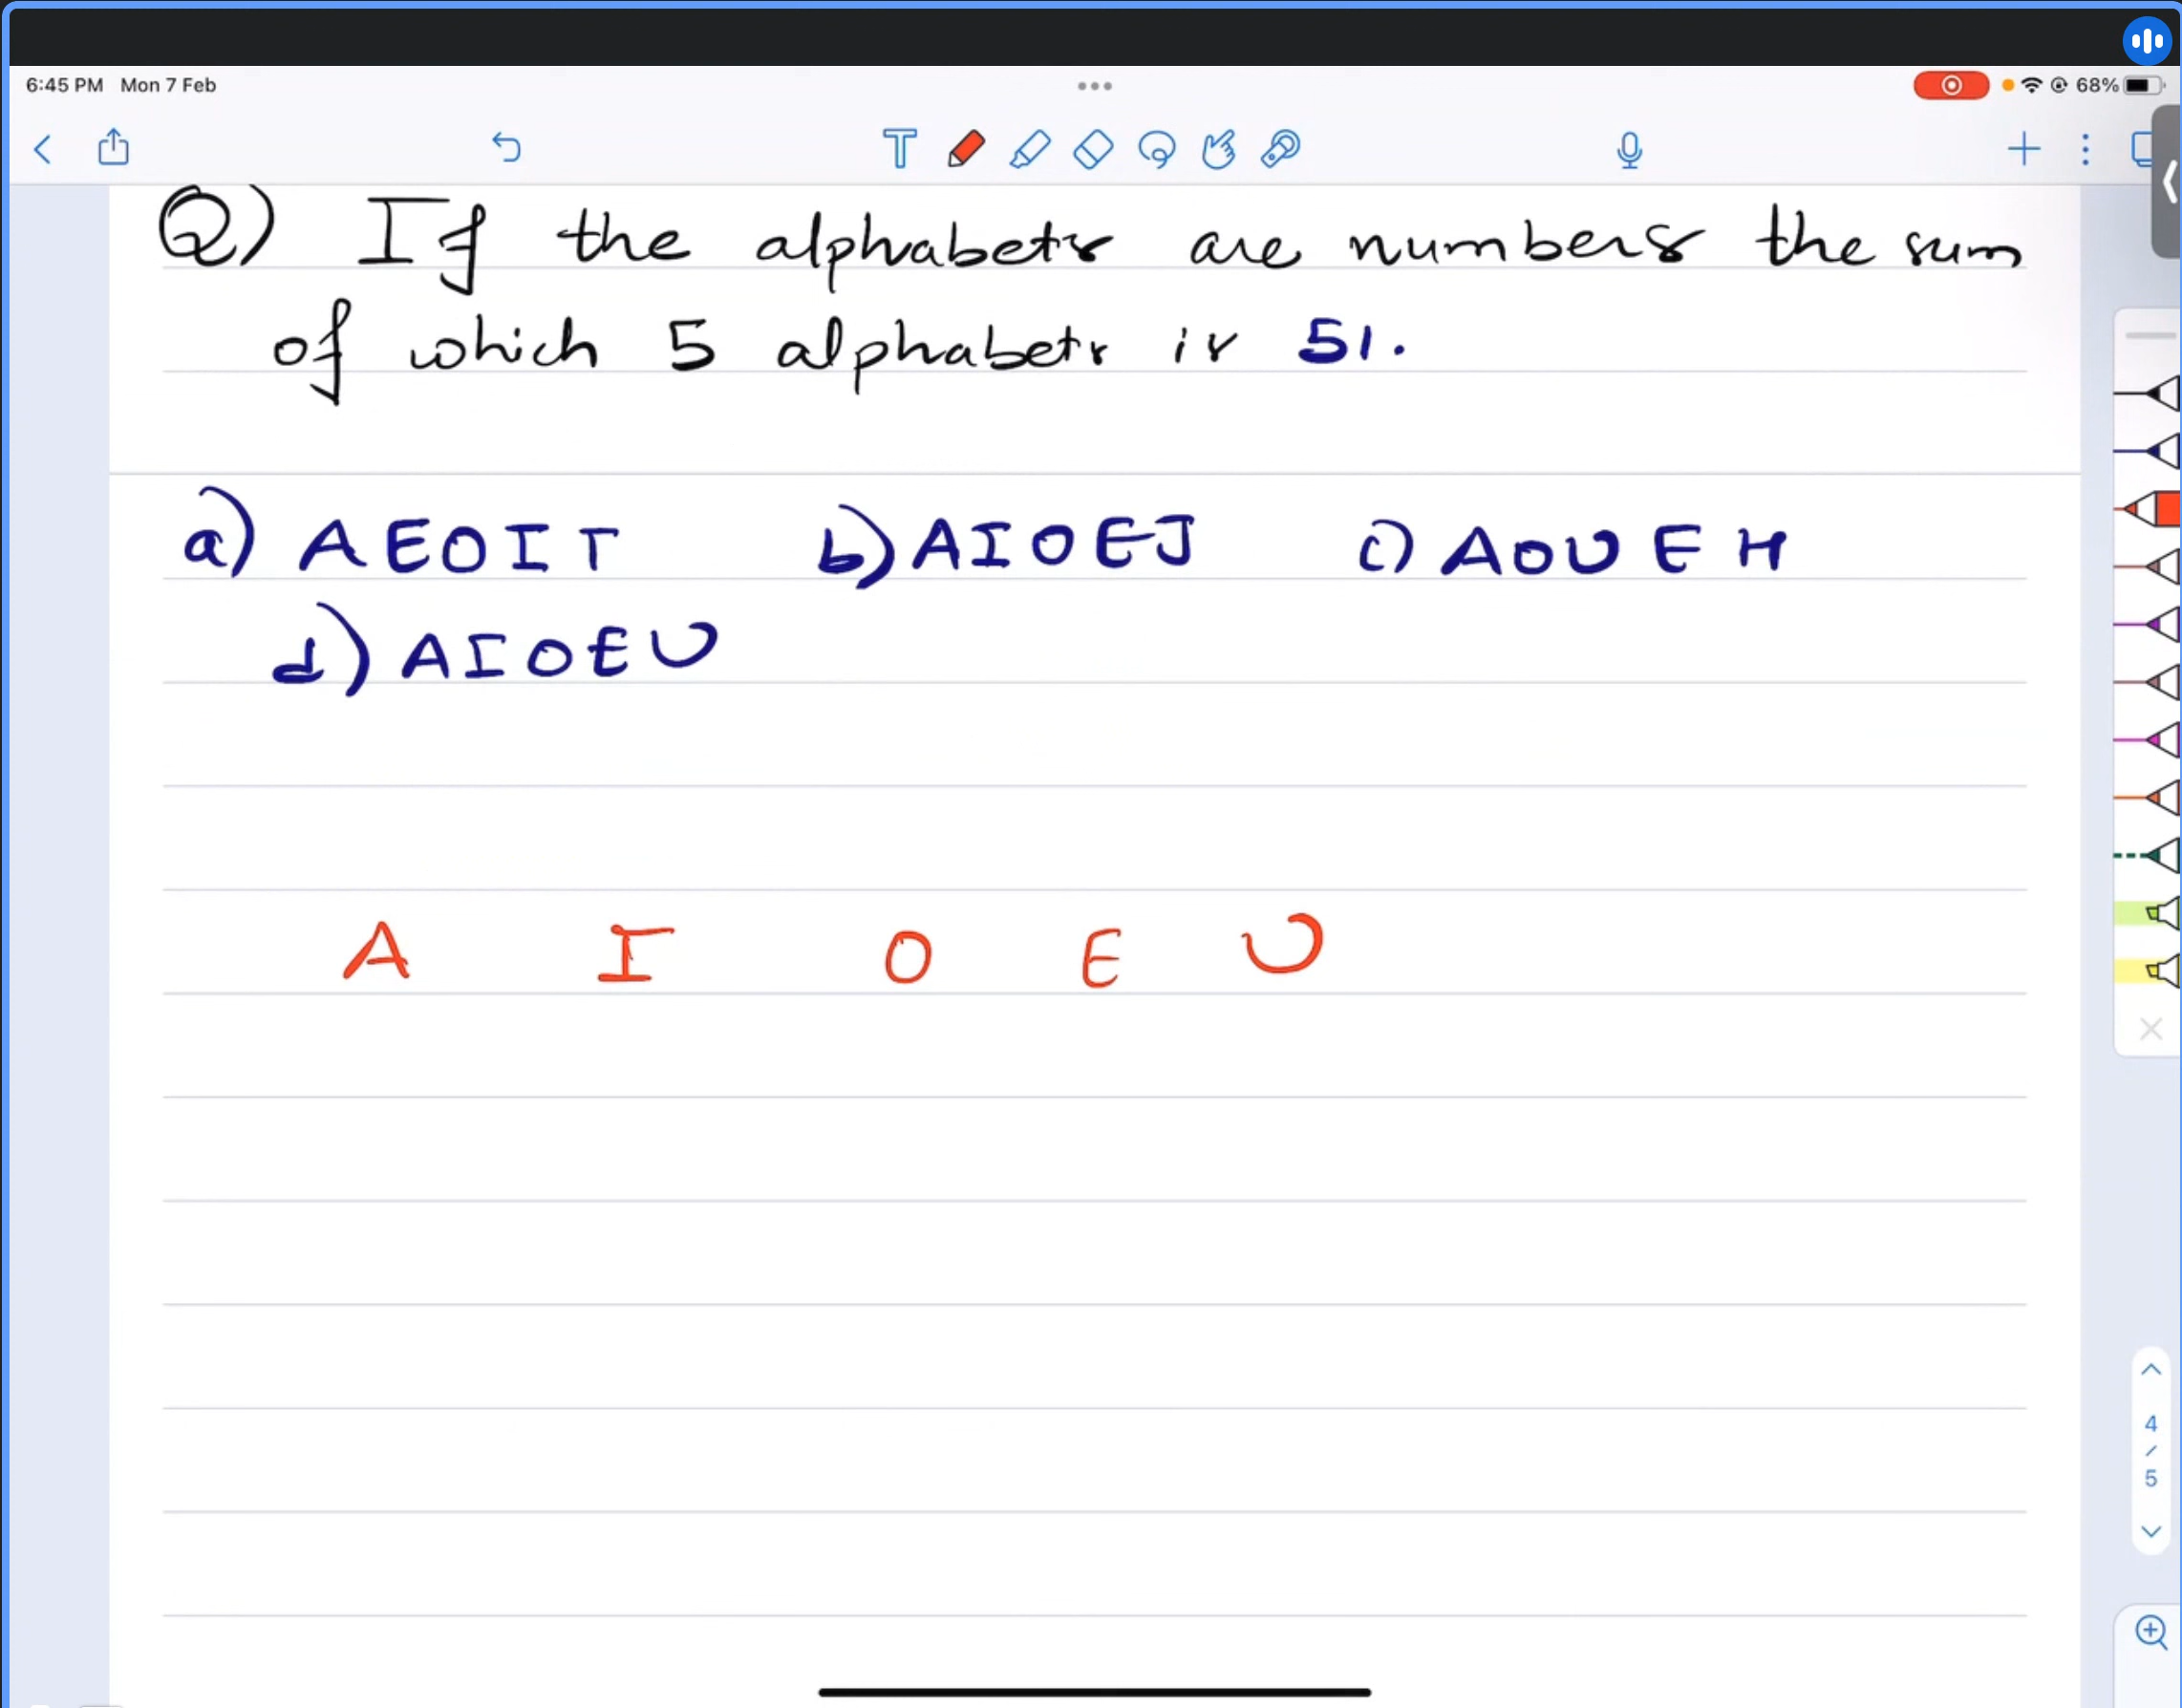 6:45 PM Mon 7 Feb
68%
T
Q) If the alphabets are numbers the sum
of which 5 alphabets is 51.
a) AEOIT b) AIOEJ c) AOUEH
d) AIOEU
A I O E U
4
/
5